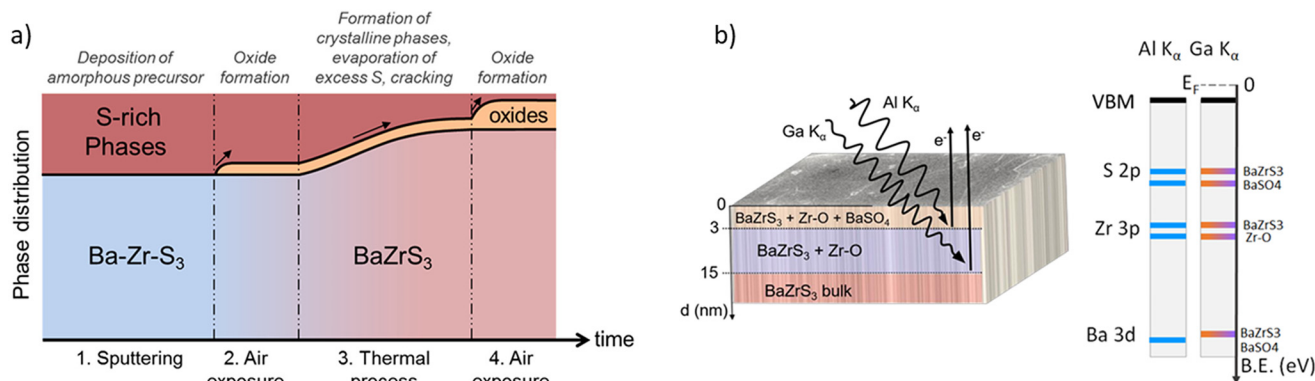 a)
Deposition of
amorphous precursor
Oxide
formation
Formation of
crystalline phases,
evaporation of
excess S, cracking
Oxide
formation
Phase distribution
S-rich
Phases
oxides
Ba-Zr-S₃
BaZrS₃
time
1. Sputtering
2. Air
exposure
3. Thermal
process
4. Air
exposure
b)
Al Kα
Ga Kα
e-
e-
0
BaZrS₃ + Zr-O + BaSO₄
3
BaZrS₃ + Zr-O
15
BaZrS₃ bulk
d (nm)
Al Kα Ga Kα
EF
0
VBM
S 2p
BaZrS3
BaSO4
Zr 3p
BaZrS3
Zr-O
Ba 3d
BaZrS3
BaSO4
B.E. (eV)